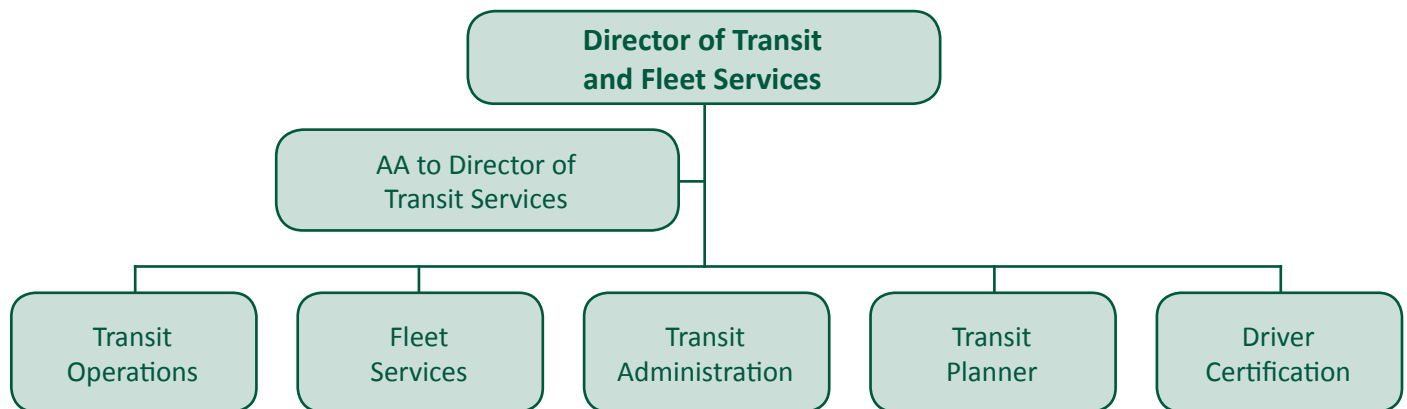 Director of Transit
and Fleet Services
AA to Director of
Transit Services
Transit
Operations
Fleet
Services
Transit
Administration
Transit
Planner
Driver
Certification